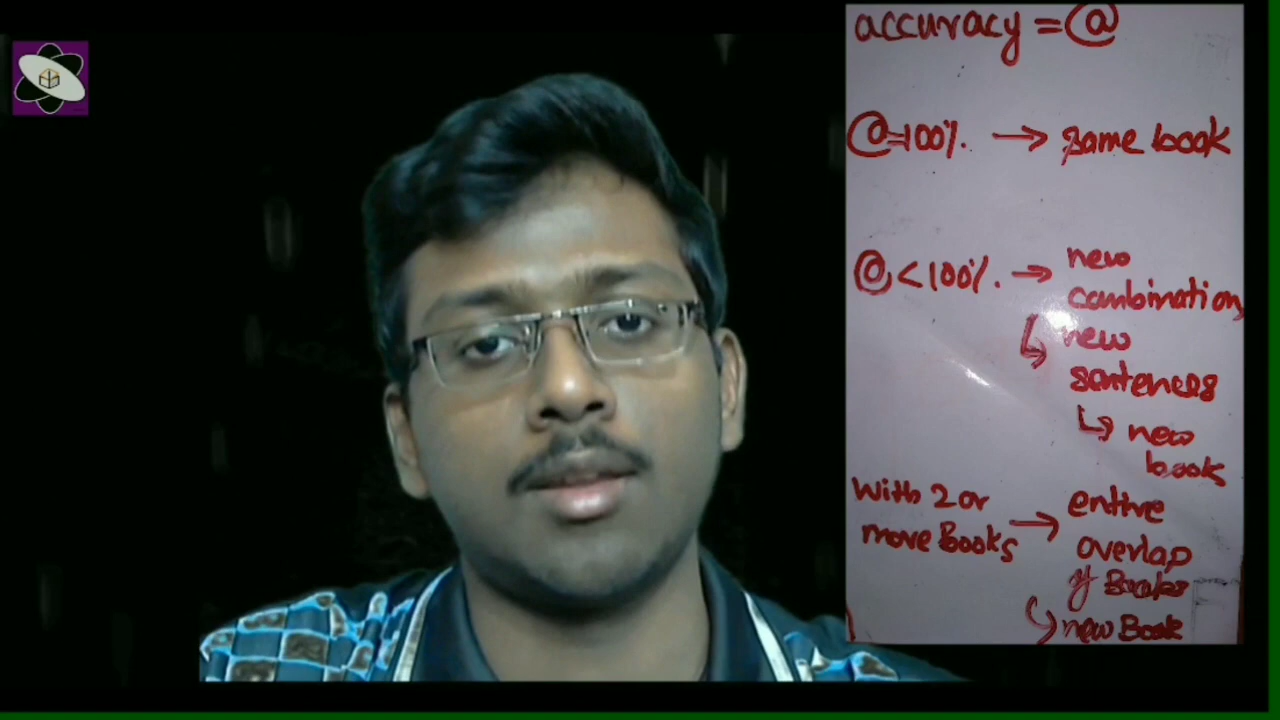 accuracy = @
@=100%. → same book
@<100%. → new
combination
↳ new
sentences
↳ new
book
With 2 or
more Books → entire
overlap
of Books
↳ new Book